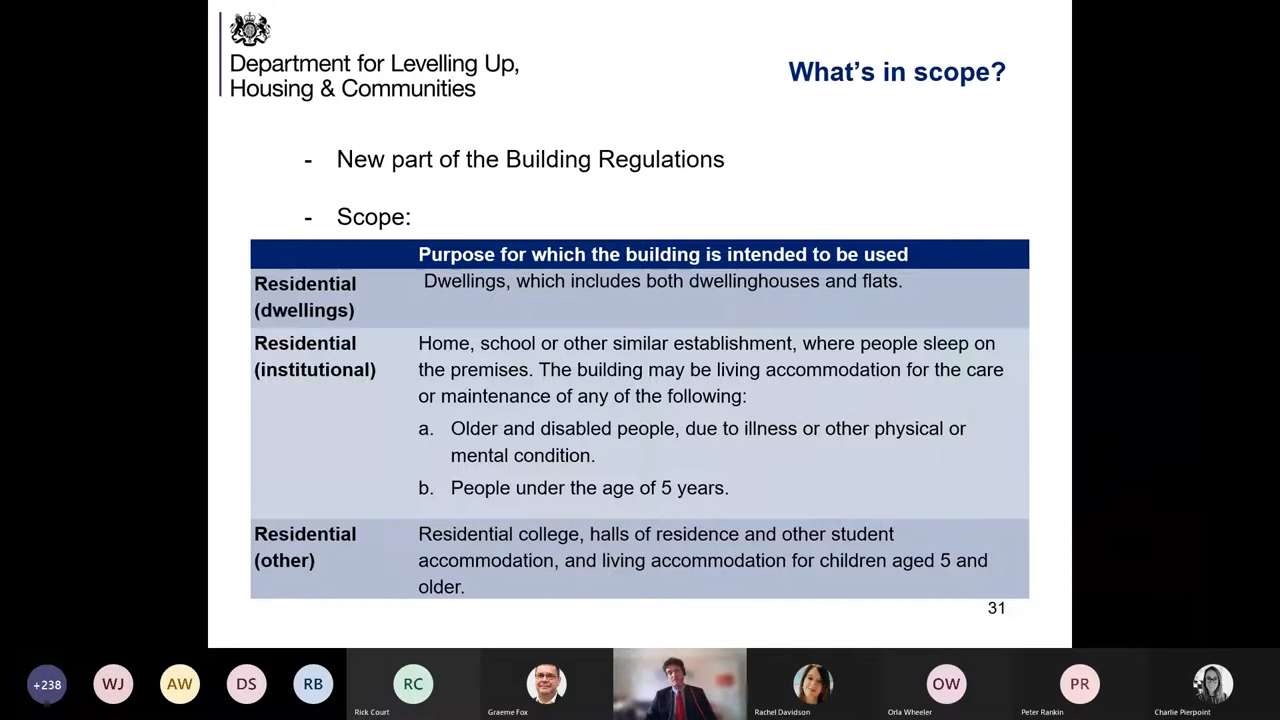 Department for Levelling Up,
Housing & Communities
What's in scope?
- New part of the Building Regulations
- Scope:
Purpose for which the building is intended to be used
Residential
(dwellings)
Dwellings, which includes both dwellinghouses and flats.
Residential
(institutional)
Home, school or other similar establishment, where people sleep on
the premises. The building may be living accommodation for the care
or maintenance of any of the following:
a. Older and disabled people, due to illness or other physical or
mental condition.
b. People under the age of 5 years.
Residential
(other)
Residential college, halls of residence and other student
accommodation, and living accommodation for children aged 5 and
older.
31
+238
WJ
AW
DS
RB
RC
OW
PR
Rick Court
Graeme Fox
Rachel Davidson
Orla Wheeler
Peter Rankin
Charlie Pierpoint